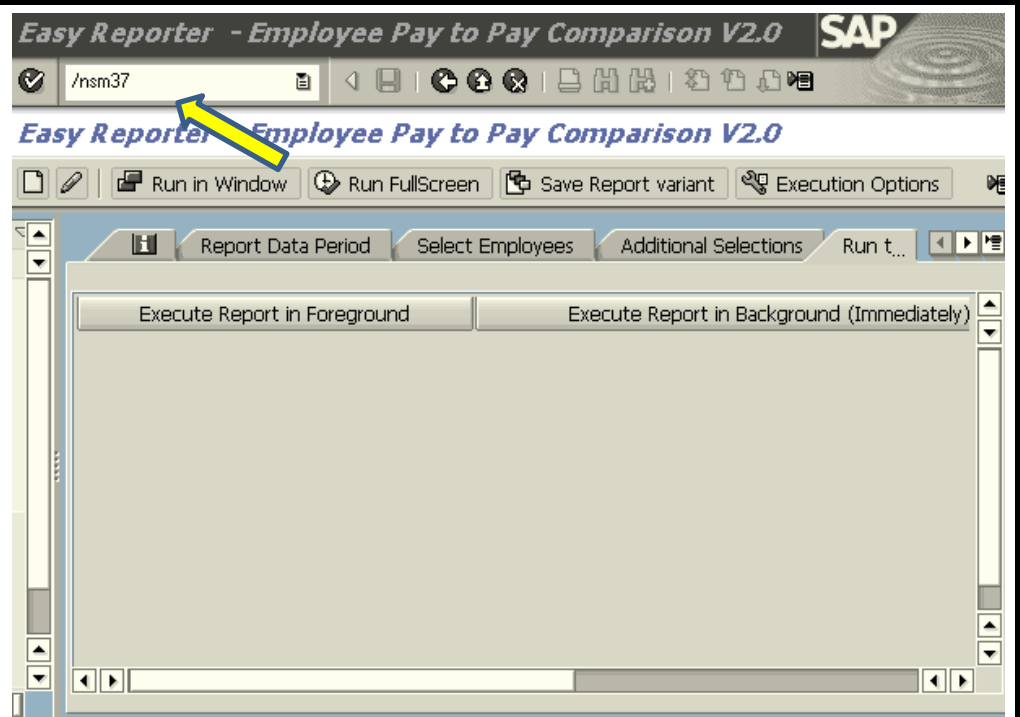 Easy Reporter - Employee Pay to Pay Comparison V2.0 SAP
/nsm37
Easy Reporter - Employee Pay to Pay Comparison V2.0
Run in Window Run FullScreen Save Report variant Execution Options
Report Data Period Select Employees Additional Selections Run t...
Execute Report in Foreground Execute Report in Background (Immediately)